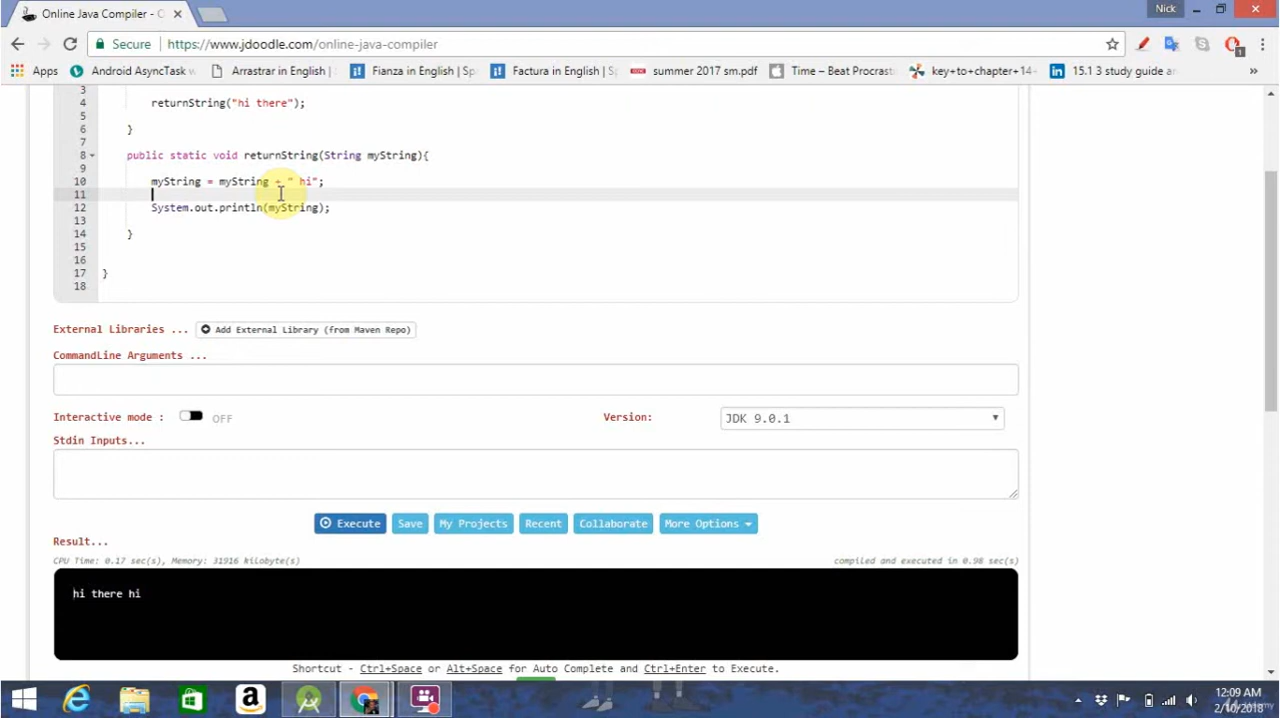 Online Java Compiler - O
Nick
Secure https://www.jdoodle.com/online-java-compiler
1
Apps Android AsyncTask w Arrastrar in English | Fianza in English | Sp Factura in English | Sp summer 2017 sm.pdf Time – Beat Procrast key+to+chapter+14- 15.1 3 study guide an »
3
4 returnString("hi there");
5
6 }
7
8 public static void returnString(String myString){
9
10 myString = myString + " hi";
11
12 System.out.println(myString);
13
14 }
15
16
17 }
18
External Libraries ... Add External Library (from Maven Repo)
CommandLine Arguments ...
Interactive mode : OFF Version: JDK 9.0.1
Stdin Inputs...
Execute Save My Projects Recent Collaborate More Options
Result...
CPU Time: 0.17 sec(s), Memory: 31916 kilobyte(s) compiled and executed in 0.98 sec(s)
hi there hi
Shortcut - Ctrl+Space or Alt+Space for Auto Complete and Ctrl+Enter to Execute.
12:09 AM